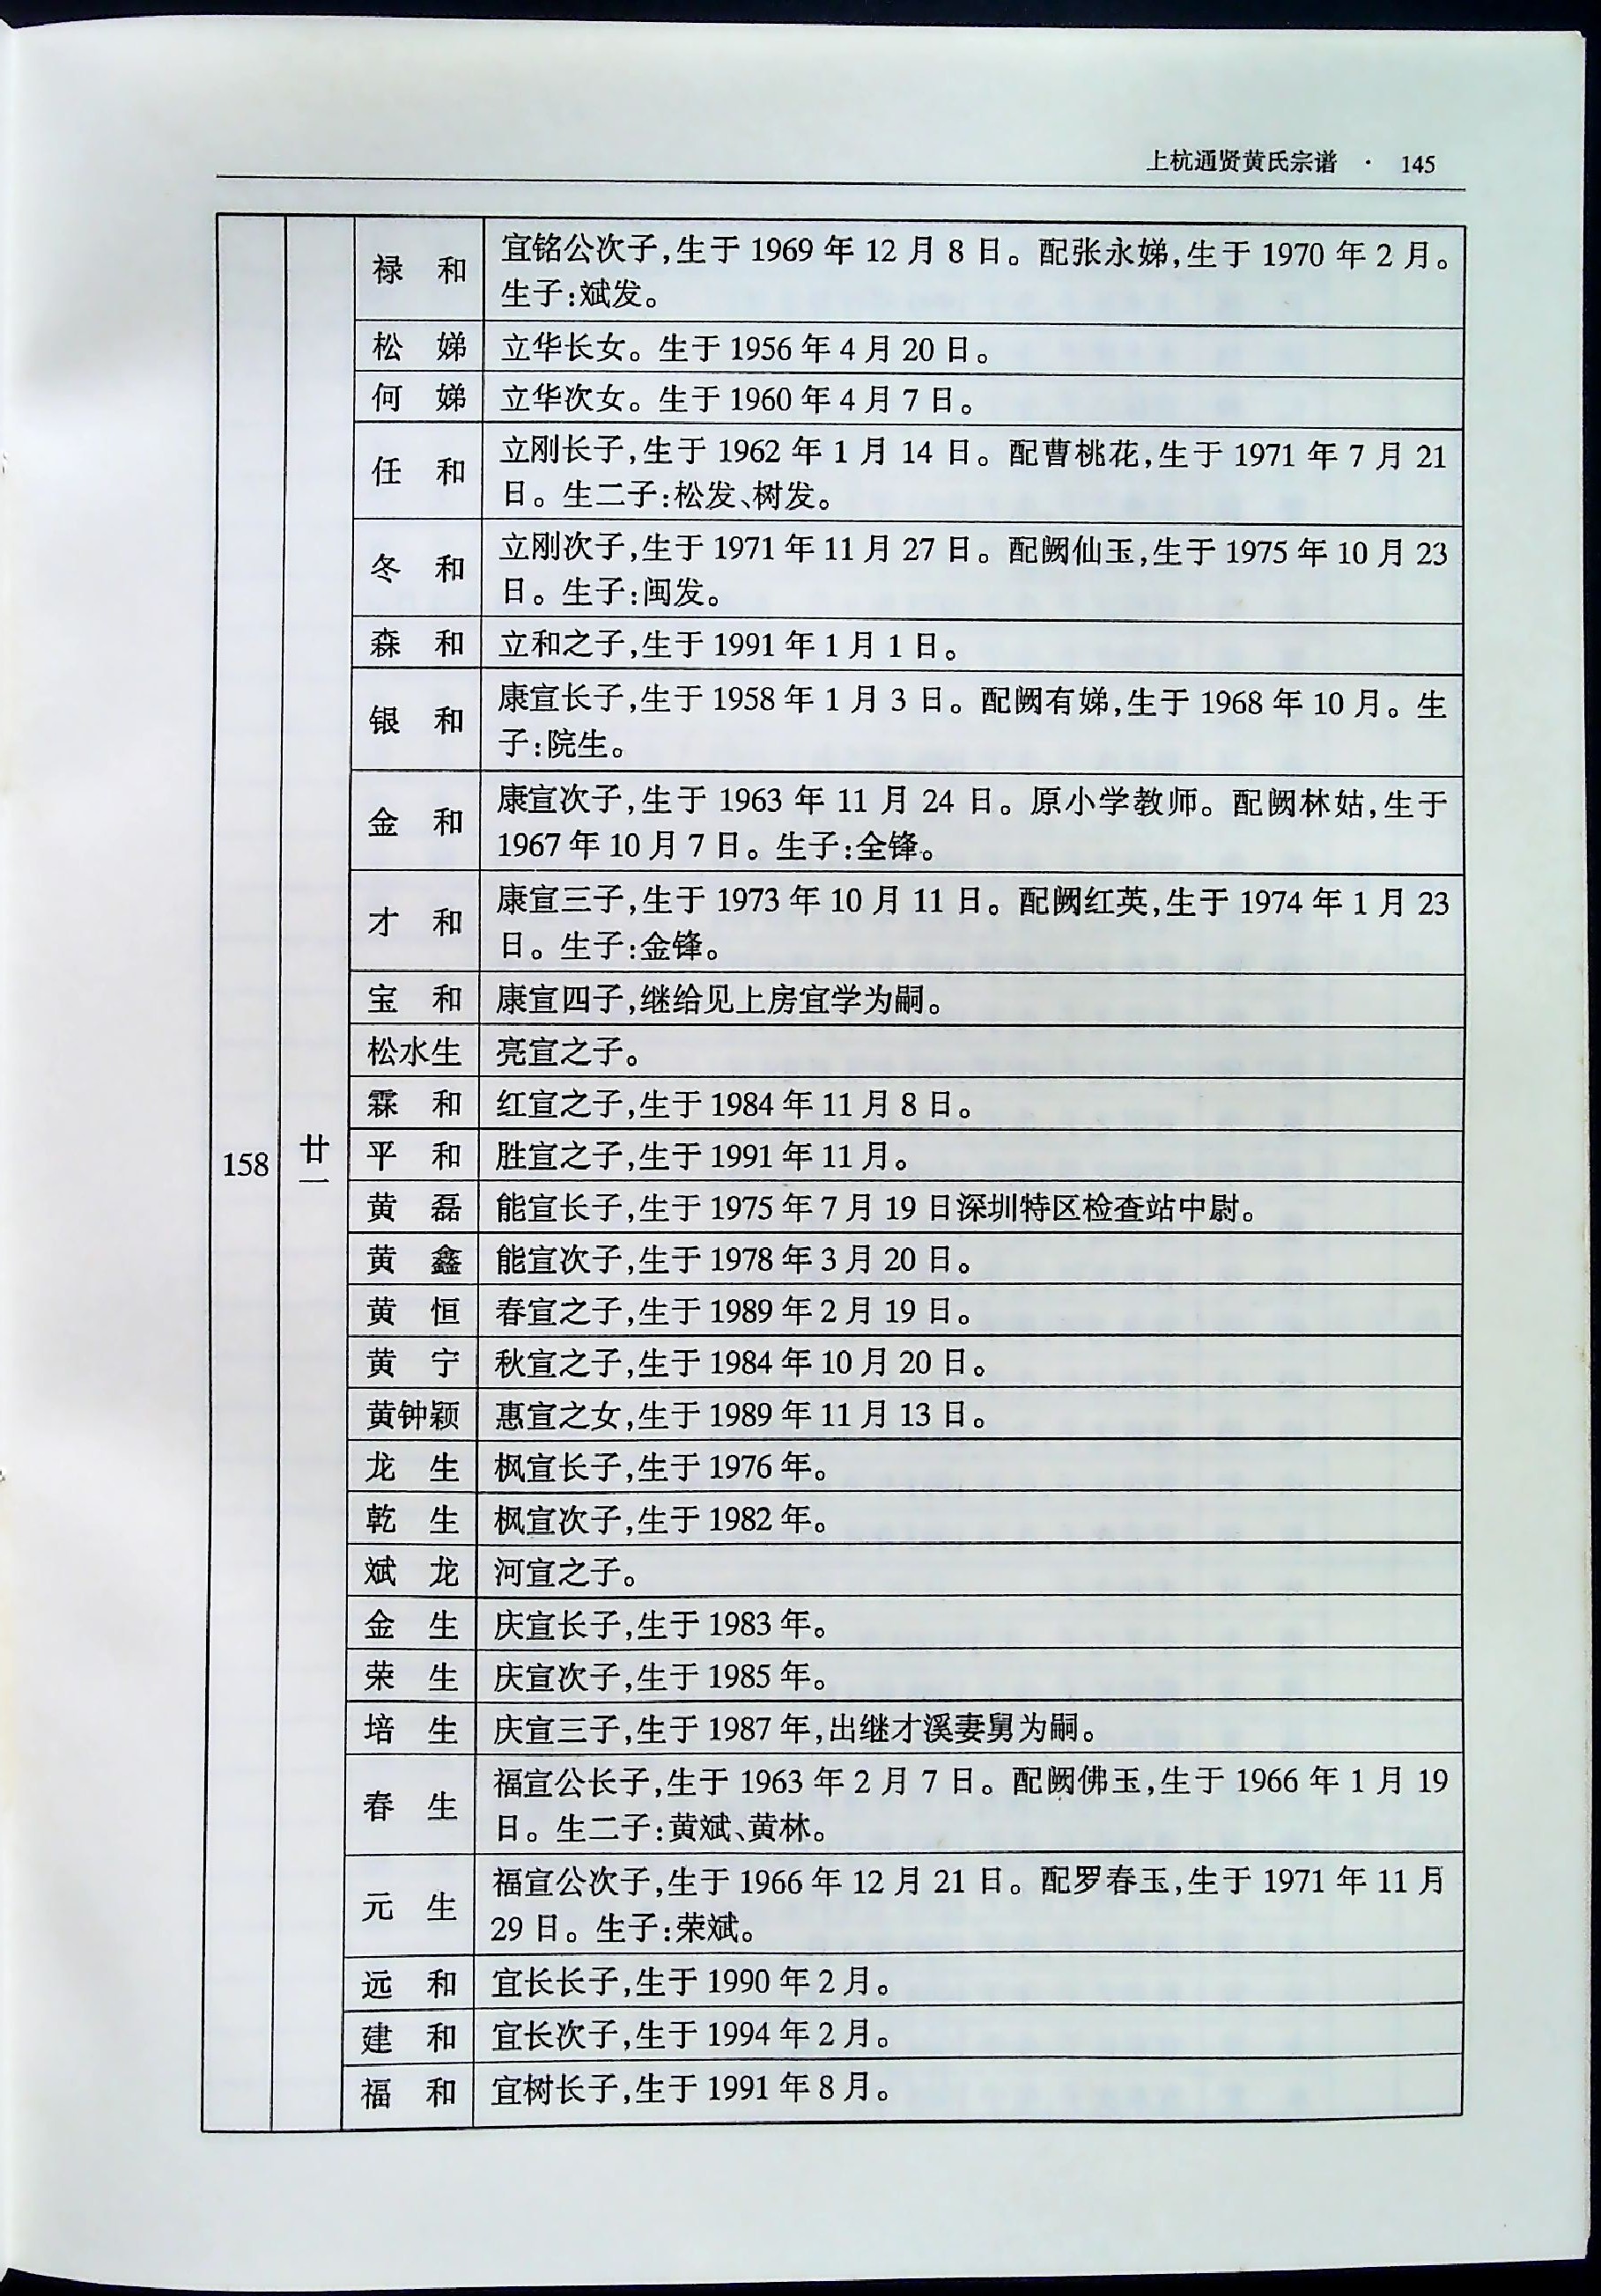 上杭通贤黄氏宗谱 · 145
158
廿一
禄 和
宜铭公次子,生于 1969 年 12 月 8 日。配张永娣,生于 1970 年 2 月。
生子:斌发。
松 娣 立华长女。生于 1956 年 4 月 20 日。
何 娣 立华次女。生于 1960 年 4 月 7 日。
任 和
立刚长子,生于 1962 年 1 月 14 日。配曹桃花,生于 1971 年 7 月 21
日。生二子:松发、树发。
冬 和
立刚次子,生于 1971 年 11 月 27 日。配阙仙玉,生于 1975 年 10 月 23
日。生子:闽发。
森 和 立和之子,生于 1991 年 1 月 1 日。
银 和
康宣长子,生于 1958 年 1 月 3 日。配阙有娣,生于 1968 年 10 月。生
子:院生。
金 和
康宣次子,生于 1963 年 11 月 24 日。原小学教师。配阙林姑,生于
1967 年 10 月 7 日。生子:全锋。
才 和
康宣三子,生于 1973 年 10 月 11 日。配阙红英,生于 1974 年 1 月 23
日。生子:金锋。
宝 和 康宣四子,继给见上房宜学为嗣。
松水生 亮宣之子。
霖 和 红宣之子,生于 1984 年 11 月 8 日。
平 和 胜宣之子,生于 1991 年 11 月。
黄 磊 能宣长子,生于 1975 年 7 月 19 日深圳特区检查站中尉。
黄 鑫 能宣次子,生于 1978 年 3 月 20 日。
黄 恒 春宣之子,生于 1989 年 2 月 19 日。
黄 宁 秋宣之子,生于 1984 年 10 月 20 日。
黄钟颖 惠宣之女,生于 1989 年 11 月 13 日。
龙 生 枫宣长子,生于 1976 年。
乾 生 枫宣次子,生于 1982 年。
斌 龙 河宣之子。
金 生 庆宣长子,生于 1983 年。
荣 生 庆宣次子,生于 1985 年。
培 生 庆宣三子,生于 1987 年,出继才溪妻舅为嗣。
春 生
福宣公长子,生于 1963 年 2 月 7 日。配阙佛玉,生于 1966 年 1 月 19
日。生二子:黄斌、黄林。
元 生
福宣公次子,生于 1966 年 12 月 21 日。配罗春玉,生于 1971 年 11 月
29 日。生子:荣斌。
远 和 宜长长子,生于 1990 年 2 月。
建 和 宜长次子,生于 1994 年 2 月。
福 和 宜树长子,生于 1991 年 8 月。